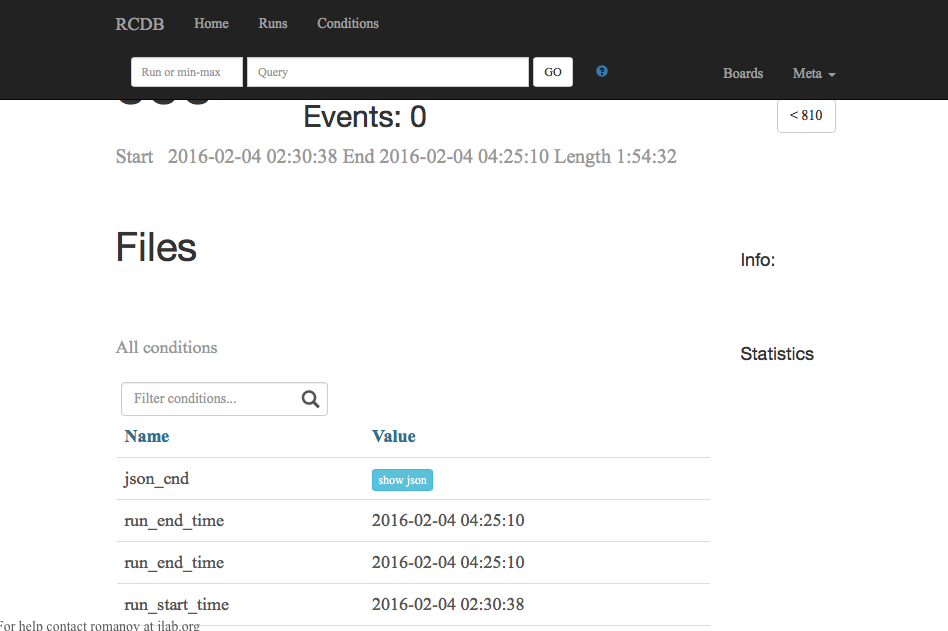 RCDB Home Runs Conditions
Run or min-max Query GO ? Boards Meta
Events: 0
< 810
Start 2016-02-04 02:30:38 End 2016-02-04 04:25:10 Length 1:54:32
Files
Info:
All conditions
Statistics
Filter conditions...
Name Value
json_cnd show json
run_end_time 2016-02-04 04:25:10
run_end_time 2016-02-04 04:25:10
run_start_time 2016-02-04 02:30:38
For help contact romanov at jlab.org